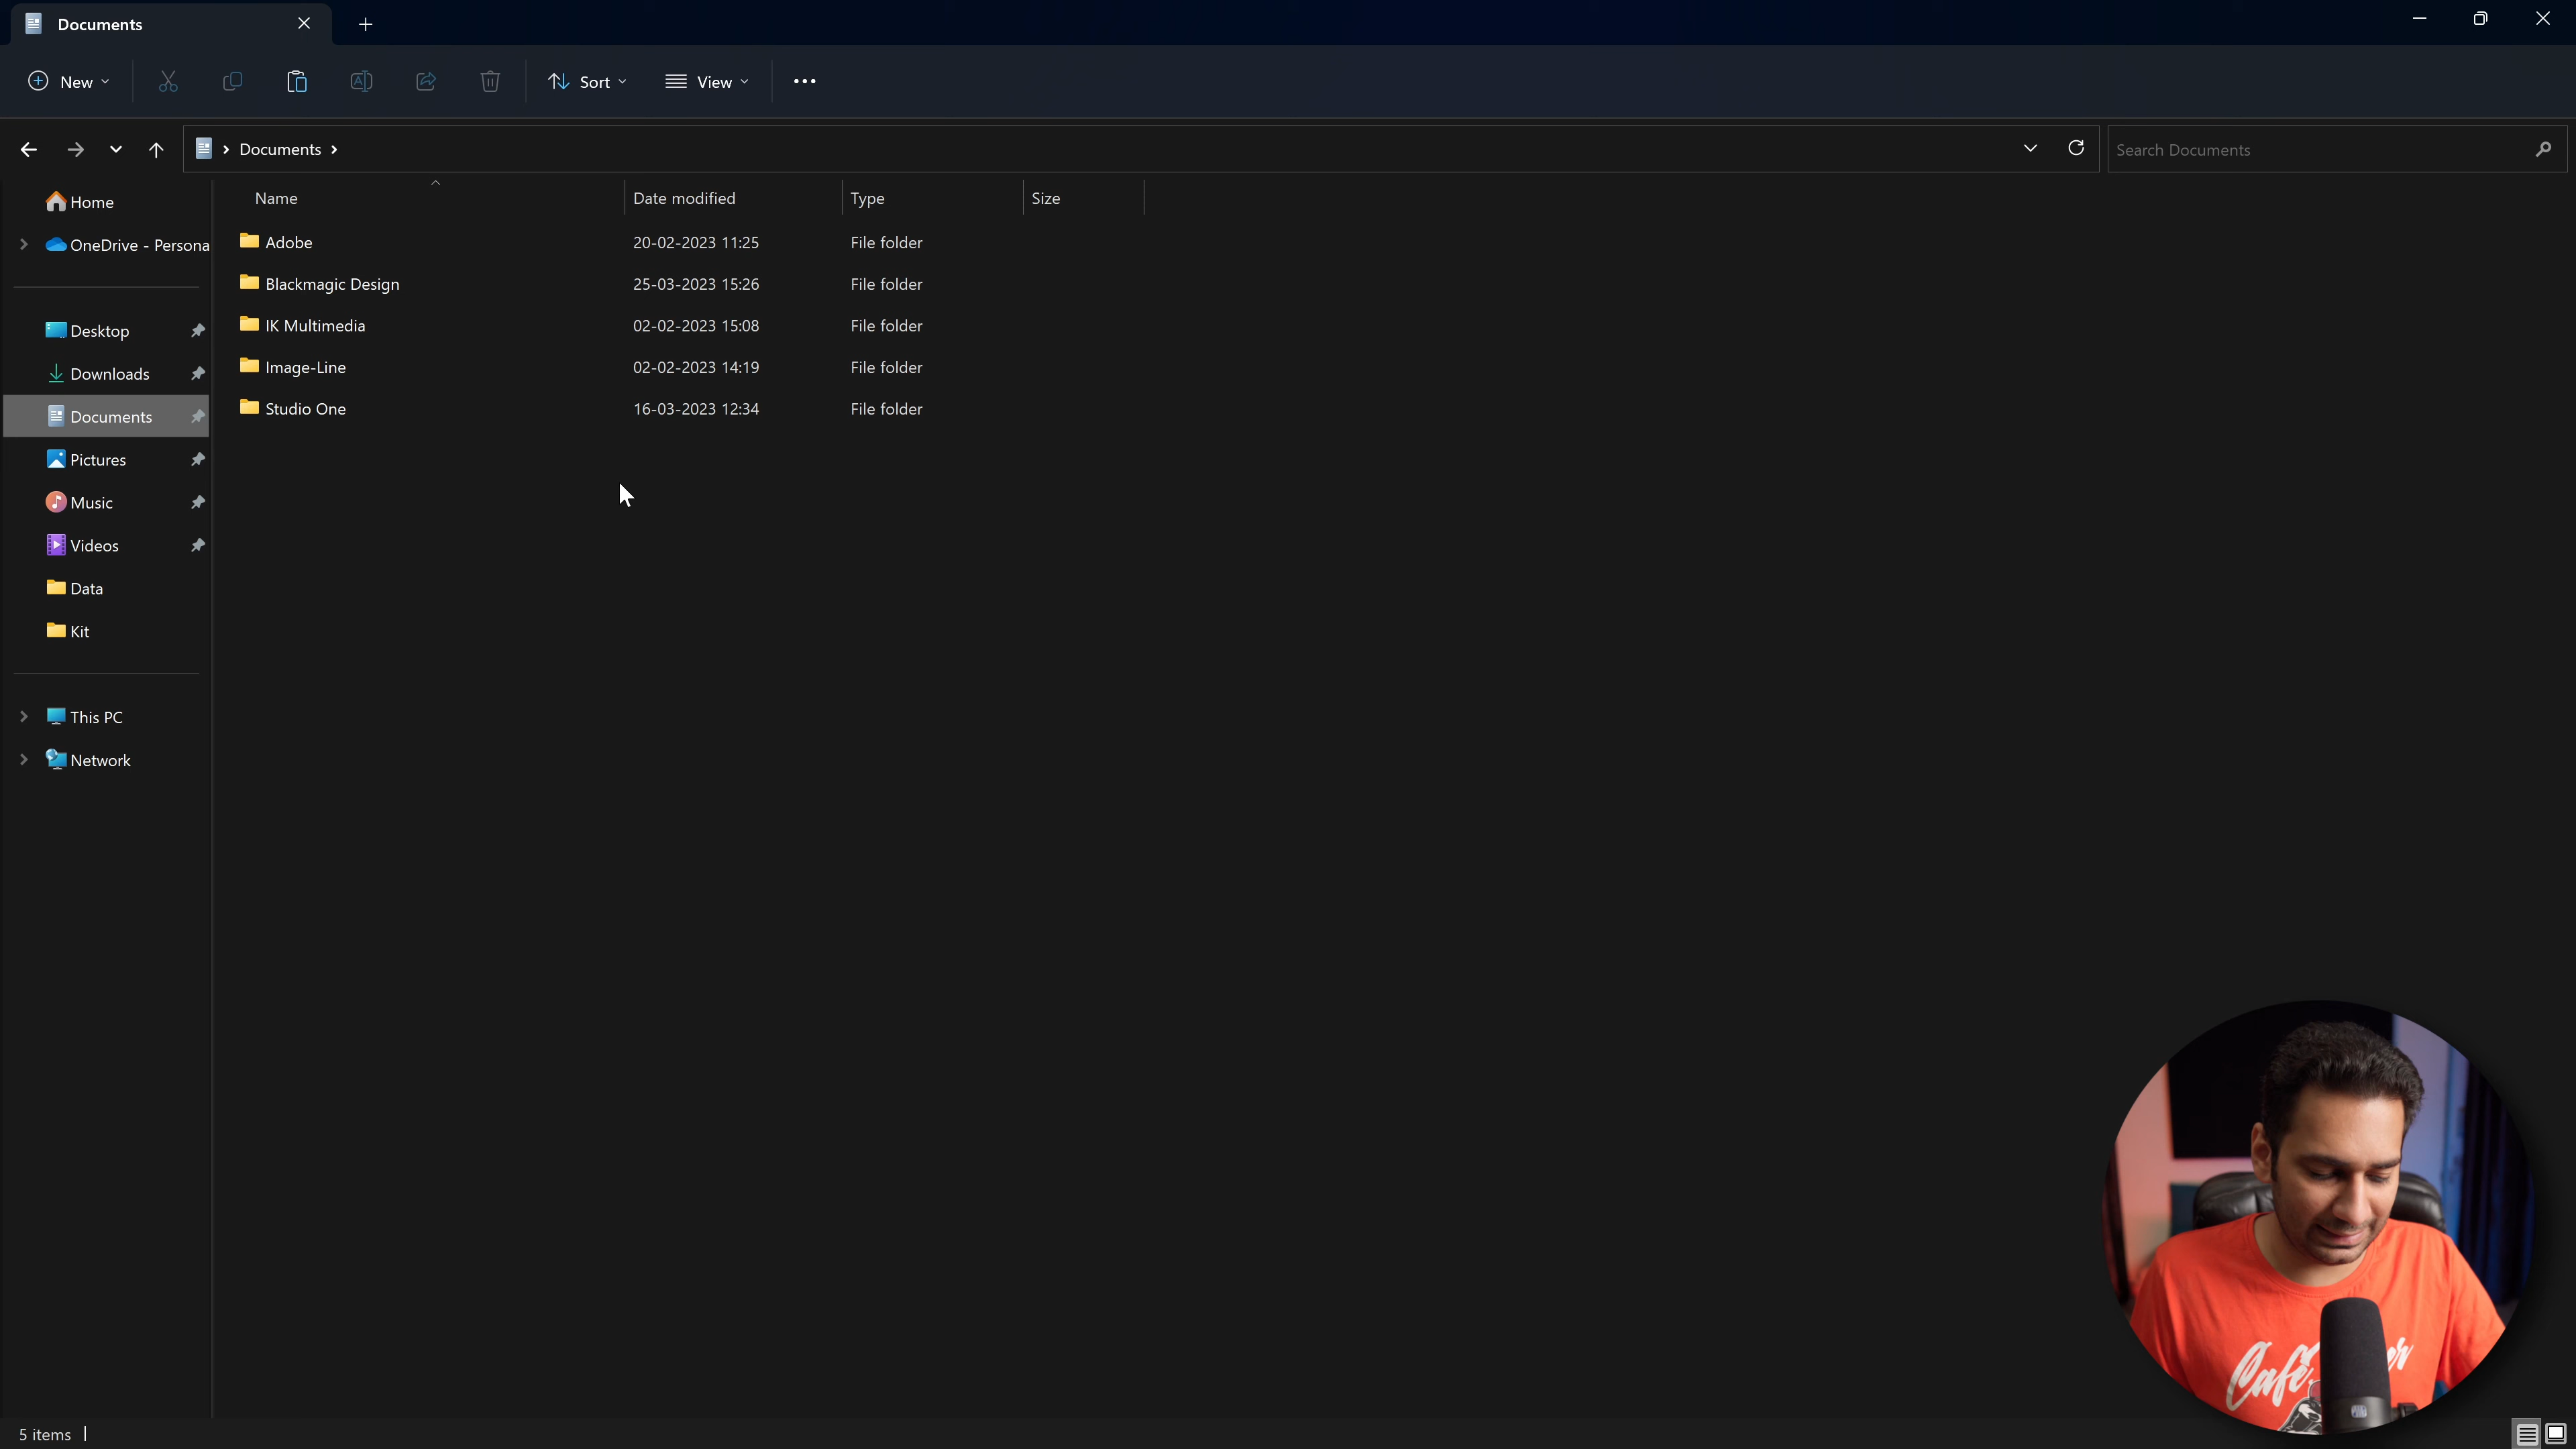 Documents
New
Sort
View
Documents
Search Documents
Home
OneDrive - Persona
Desktop
Downloads
Documents
Pictures
Music
Videos
Data
Kit
This PC
Network
Name Date modified Type Size
Adobe 20-02-2023 11:25 File folder
Blackmagic Design 25-03-2023 15:26 File folder
IK Multimedia 02-02-2023 15:08 File folder
Image-Line 02-02-2023 14:19 File folder
Studio One 16-03-2023 12:34 File folder
Café
5 items